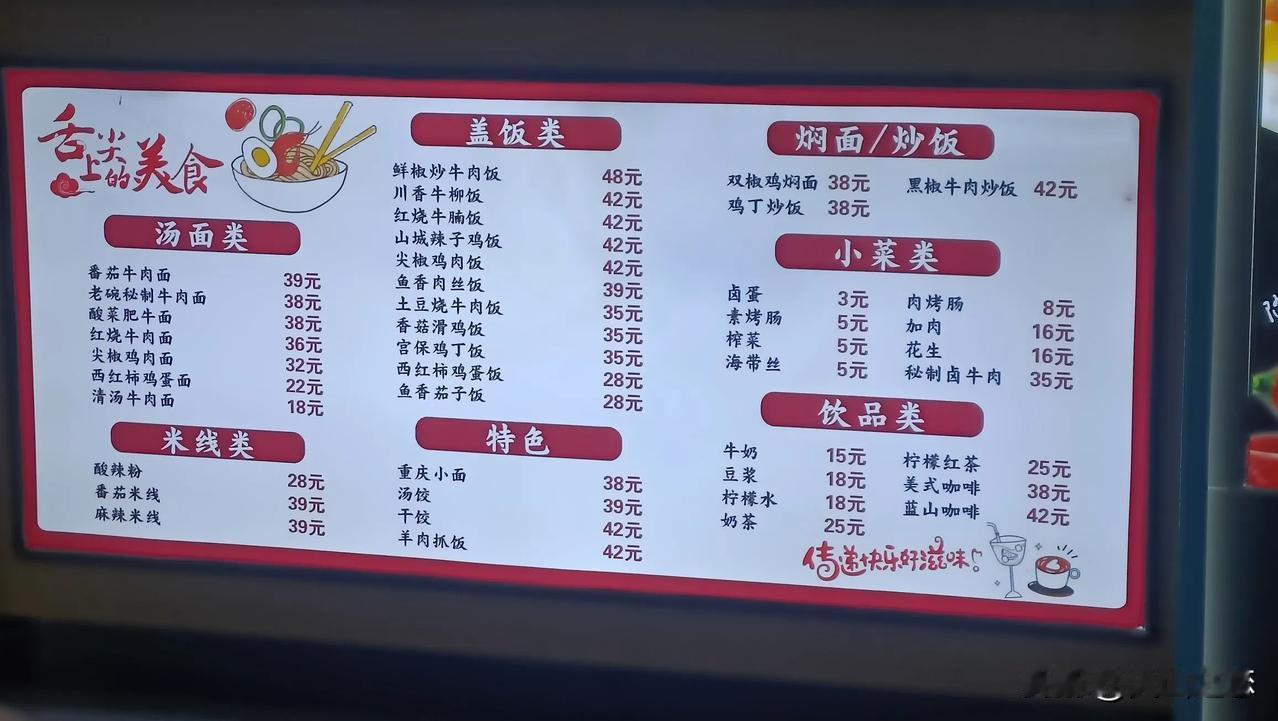 舌尖上的美食
汤面类
番茄牛肉面 39元
老碗秘制牛肉面 38元
酸菜肥牛面 38元
红烧牛肉面 36元
尖椒鸡肉面 32元
西红柿鸡蛋面 22元
清汤牛肉面 18元
米线类
酸辣粉 28元
番茄米线 39元
麻辣米线 39元
盖饭类
鲜椒炒牛肉饭 48元
川香牛柳饭 42元
红烧牛腩饭 42元
山城辣子鸡饭 42元
尖椒鸡肉饭 42元
鱼香肉丝饭 39元
土豆烧牛肉饭 35元
香菇滑鸡饭 35元
宫保鸡丁饭 35元
西红柿鸡蛋饭 28元
鱼香茄子饭 28元
特色
重庆小面 38元
汤饺 39元
干饺 42元
羊肉抓饭 42元
焖面/炒饭
双椒鸡焖面 38元 黑椒牛肉炒饭 42元
鸡丁炒饭 38元
小菜类
卤蛋 3元 肉烤肠 8元
素烤肠 5元 加肉 16元
榨菜 5元 花生 16元
海带丝 5元 秘制卤牛肉 35元
饮品类
牛奶 15元 柠檬红茶 25元
豆浆 18元 美式咖啡 38元
柠檬水 18元 蓝山咖啡 42元
奶茶 25元
传递快乐好滋味